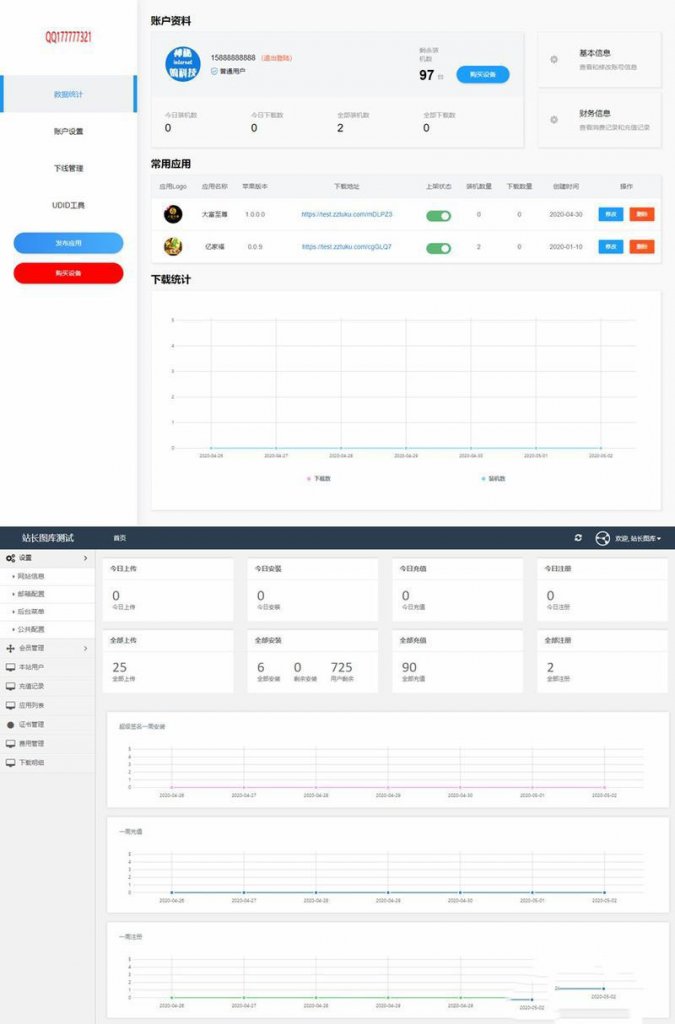 QQ177777321
数据统计
账户设置
下线管理
UDID工具
发布应用
购买设备
账户资料
神秘
internet
啊科技
15888888888 (退出登陆)
普通用户
剩余装机数
97 台
购买设备
今日装机数 今日下载数 全部装机数 全部下载数
0 0 2 0
基本信息
查看和修改账号信息
财务信息
查看消费记录和充值记录
常用应用
应用Logo 应用名称 苹果版本 下载地址 上架状态 装机数量 下载数量 创建时间 操作
大富至尊 1.0.0.0 https://test.zztuku.com/mDLPZ3 0 0 2020-04-30 修改 删除
亿家福 0.0.9 https://test.zztuku.com/cgGLQ7 2 0 2020-01-10 修改 删除
下载统计
5
4
3
2
1
0
2020-04-26 2020-04-27 2020-04-28 2020-04-29 2020-04-30 2020-05-01 2020-05-02
下载数 装机数
站长图库测试 首页 欢迎, 站长图库
设置
网站信息
邮箱配置
后台菜单
公共配置
会员管理
本站用户
充值记录
应用列表
证书管理
费用管理
下载明细
今日上传 今日安装 今日充值 今日注册
0 0 0 0
今日上传 今日安装 今日充值 今日注册
全部上传 全部安装 全部充值 全部注册
25 6 0 725 90 2
全部上传 全部安装 剩余安装 用户剩余 全部充值 全部注册
超级签名一周安装
5
4
3
2
1
0
2020-04-26 2020-04-27 2020-04-28 2020-04-29 2020-04-30 2020-05-01 2020-05-02
一周充值
5
4
3
2
1
0
2020-04-26 2020-04-27 2020-04-28 2020-04-29 2020-04-30 2020-05-01 2020-05-02
一周注册
5
4
3
2
1
0
2020-04-26 2020-04-27 2020-04-28 2020-04-29 2020-05-02 2020-05-02